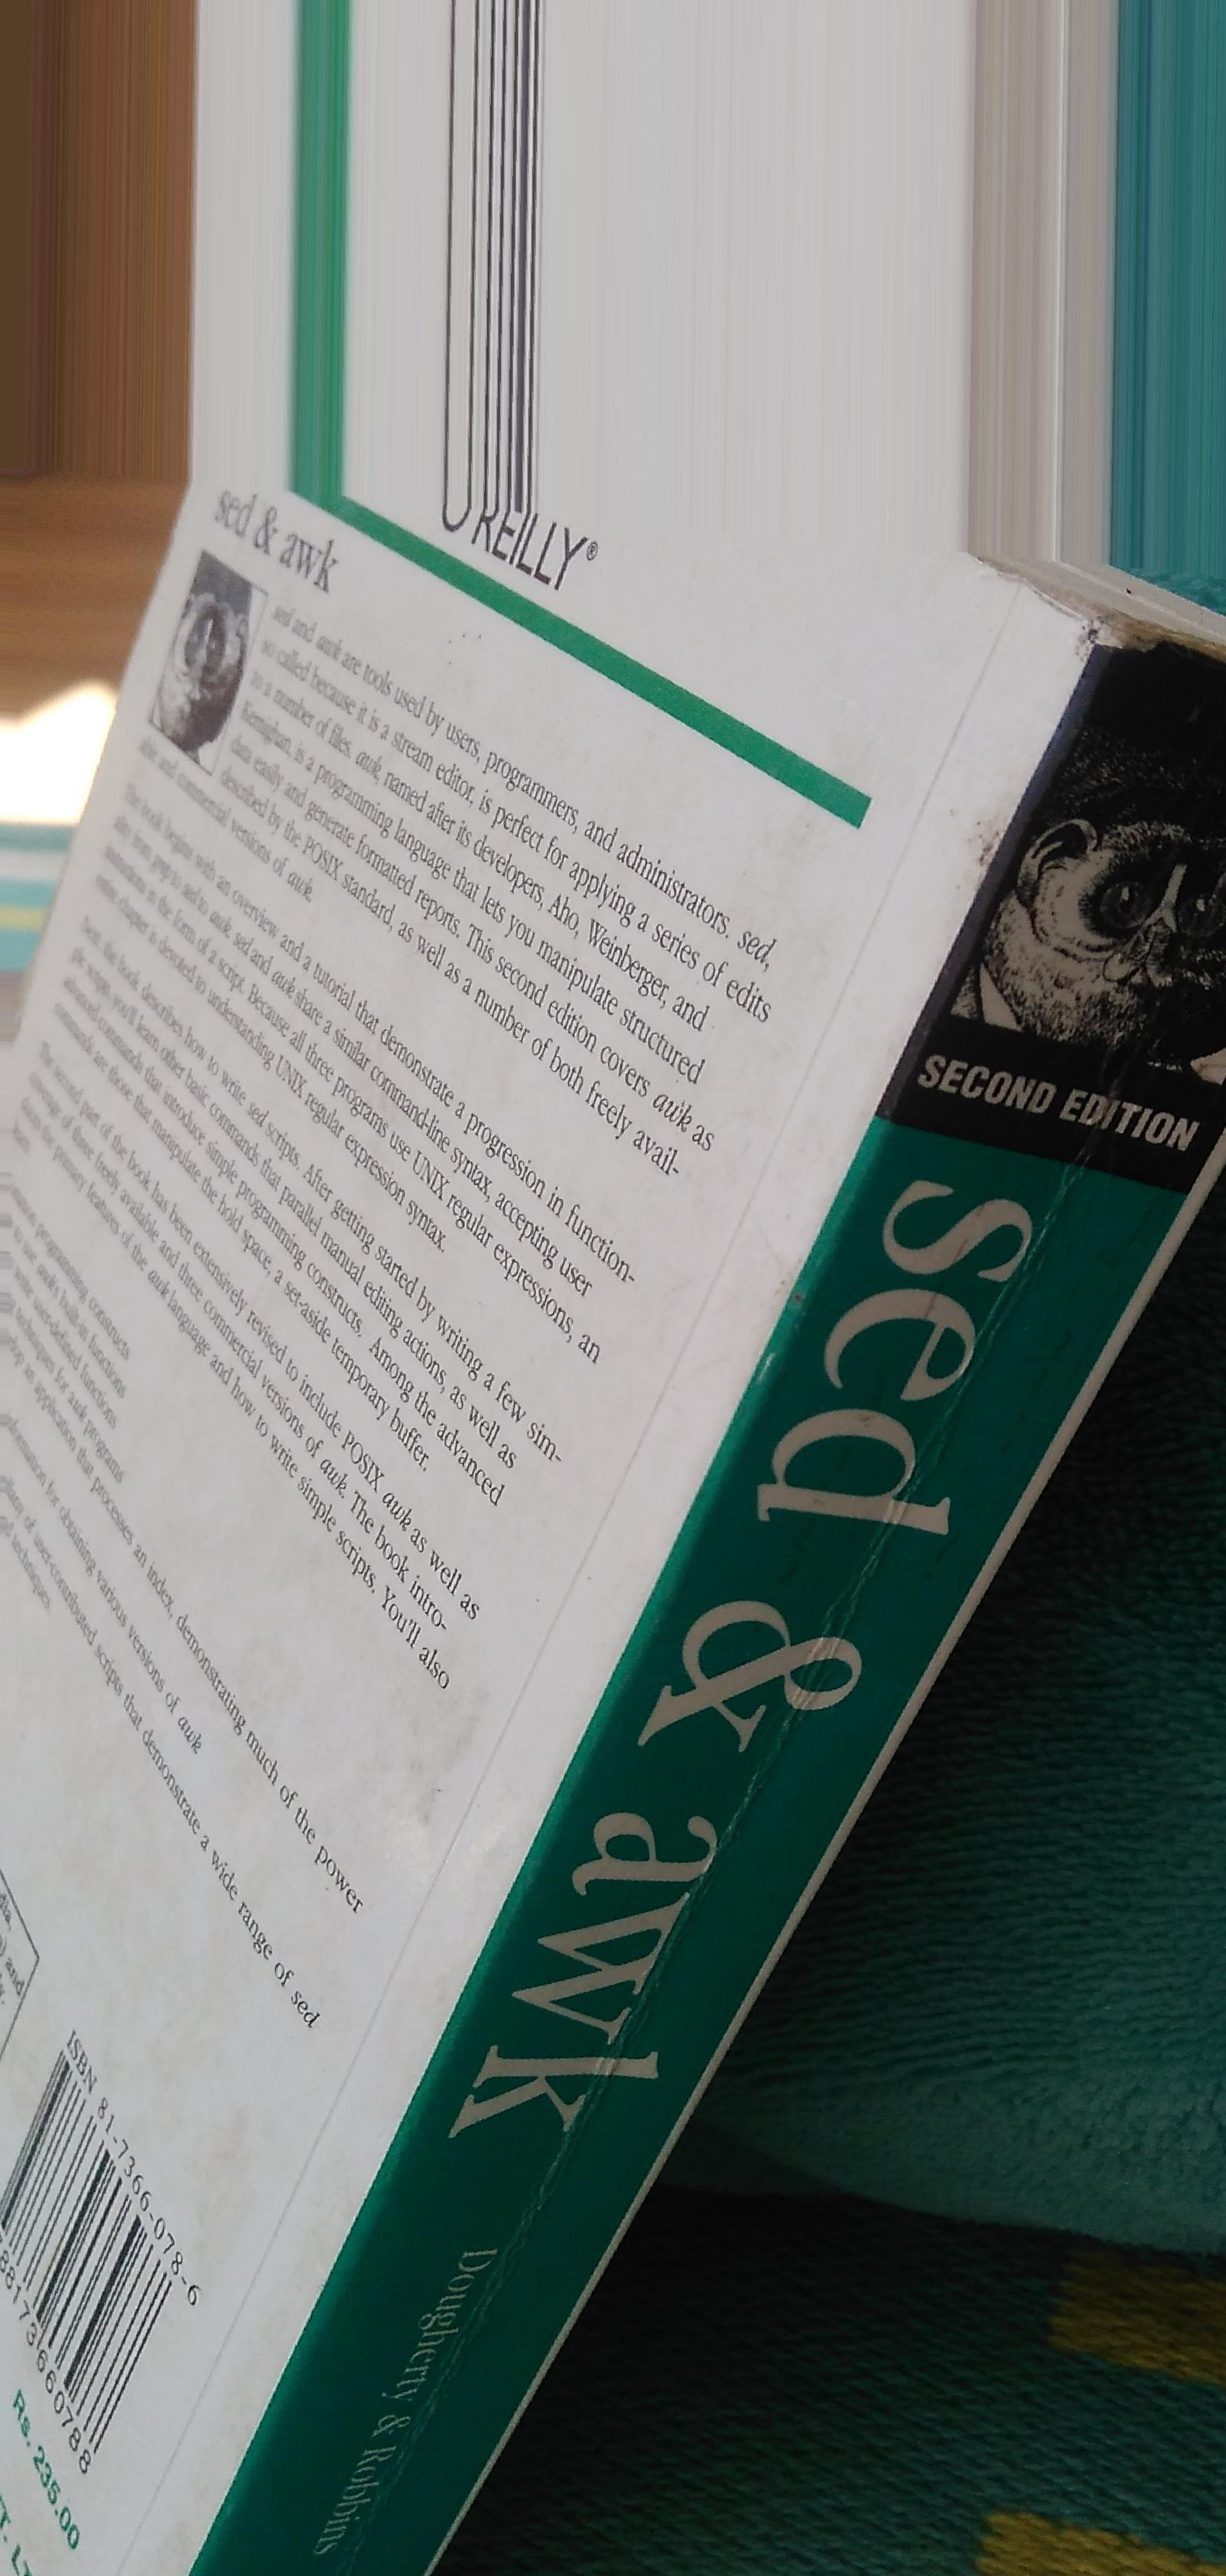 O'REILLY®
sed & awk
sed and awk are tools used by users, programmers, and administrators. sed,
so called because it is a stream editor, is perfect for applying a series of edits
to a number of files. awk, named after its developers, Aho, Weinberger, and
Kernighan, is a programming language that lets you manipulate structured
data easily and generate formatted reports. This second edition covers awk as
described by the POSIX standard, as well as a number of both freely avail-
able and commercial versions of awk.
The book begins with an overview and a tutorial that demonstrate a progression in function-
ality from grep to sed to awk. sed and awk share a similar command-line syntax, accepting user
instructions in the form of a script. Because all three programs use UNIX regular expressions, an
entire chapter is devoted to understanding UNIX regular expression syntax.
Next, the book describes how to write sed scripts. After getting started by writing a few sim-
ple scripts, you'll learn other basic commands that parallel manual editing actions, as well as
advanced commands that introduce simple programming constructs. Among the advanced
commands are those that manipulate the hold space, a set-aside temporary buffer.
The second part of the book has been extensively revised to include POSIX awk as well as
coverage of three freely available and three commercial versions of awk. The book intro-
duces the primary features of the awk language and how to write simple scripts. You'll also
learn
programming constructs
to use awk's built-in functions
write user-defined functions
techniques for awk programs
an application that processes an index, demonstrating much of the power
information for obtaining various versions of awk
of user-contributed scripts that demonstrate a wide range of sed
techniques.
and
ISBN 81-7366-078-6
788173660788
Rs. 235.00
SECOND EDITION
sed & awk
Dougherty & Robbins